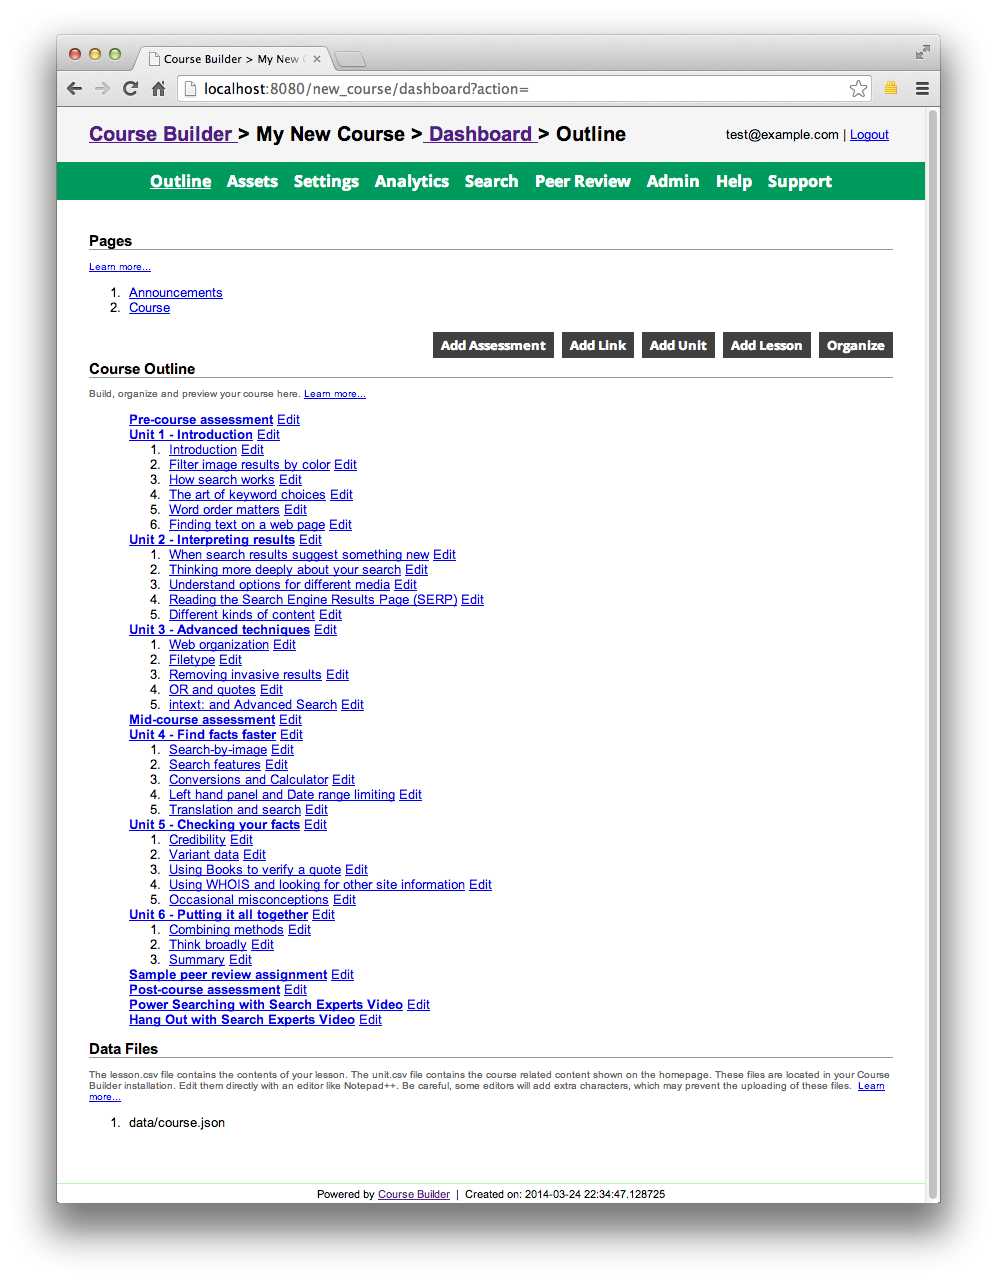 Course Builder > My New
localhost:8080/new_course/dashboard?action=
Course Builder > My New Course > Dashboard > Outline
test@example.com | Logout
Outline Assets Settings Analytics Search Peer Review Admin Help Support
Pages
Learn more...
1. Announcements
2. Course
Add Assessment Add Link Add Unit Add Lesson Organize
Course Outline
Build, organize and preview your course here. Learn more...
Pre-course assessment Edit
Unit 1 - Introduction Edit
1. Introduction Edit
2. Filter image results by color Edit
3. How search works Edit
4. The art of keyword choices Edit
5. Word order matters Edit
6. Finding text on a web page Edit
Unit 2 - Interpreting results Edit
1. When search results suggest something new Edit
2. Thinking more deeply about your search Edit
3. Understand options for different media Edit
4. Reading the Search Engine Results Page (SERP) Edit
5. Different kinds of content Edit
Unit 3 - Advanced techniques Edit
1. Web organization Edit
2. Filetype Edit
3. Removing invasive results Edit
4. OR and quotes Edit
5. intext: and Advanced Search Edit
Mid-course assessment Edit
Unit 4 - Find facts faster Edit
1. Search-by-image Edit
2. Search features Edit
3. Conversions and Calculator Edit
4. Left hand panel and Date range limiting Edit
5. Translation and search Edit
Unit 5 - Checking your facts Edit
1. Credibility Edit
2. Variant data Edit
3. Using Books to verify a quote Edit
4. Using WHOIS and looking for other site information Edit
5. Occasional misconceptions Edit
Unit 6 - Putting it all together Edit
1. Combining methods Edit
2. Think broadly Edit
3. Summary Edit
Sample peer review assignment Edit
Post-course assessment Edit
Power Searching with Search Experts Video Edit
Hang Out with Search Experts Video Edit
Data Files
The lesson.csv file contains the contents of your lesson. The unit.csv file contains the course related content shown on the homepage. These files are located in your Course
Builder installation. Edit them directly with an editor like Notepad++. Be careful, some editors will add extra characters, which may prevent the uploading of these files. Learn
more...
1. data/course.json
Powered by Course Builder | Created on: 2014-03-24 22:34:47.128725